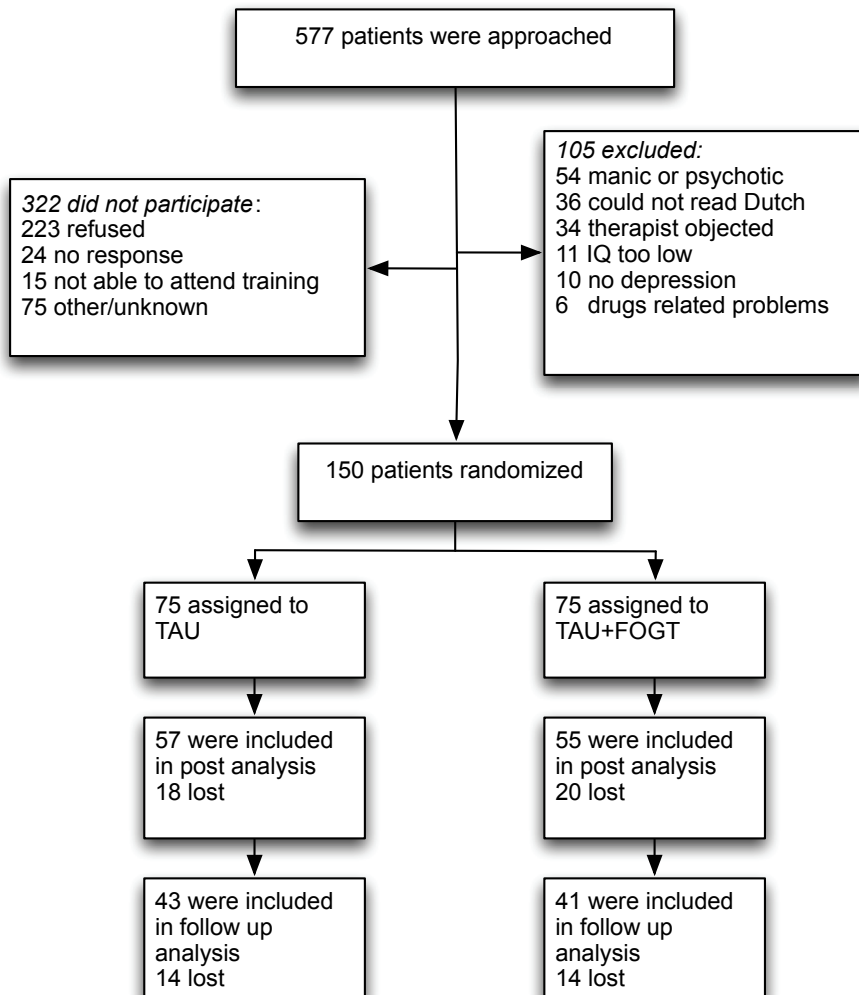 577 patients were approached
322 did not participate:
223 refused
24 no response
15 not able to attend training
75 other/unknown
105 excluded:
54 manic or psychotic
36 could not read Dutch
34 therapist objected
11 IQ too low
10 no depression
6 drugs related problems
150 patients randomized
75 assigned to
TAU
75 assigned to
TAU+FOGT
57 were included
in post analysis
18 lost
55 were included
in post analysis
20 lost
43 were included
in follow up
analysis
14 lost
41 were included
in follow up
analysis
14 lost